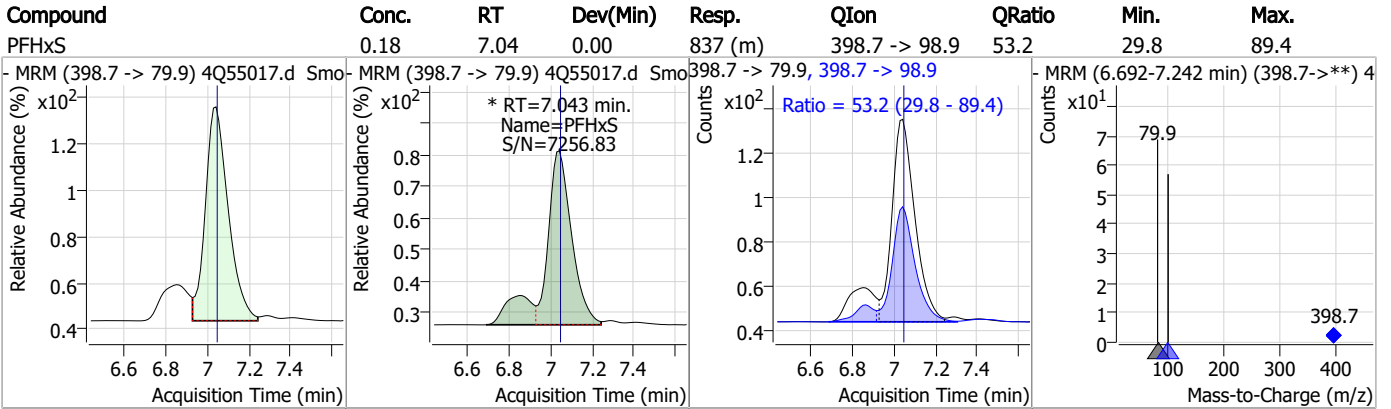 Compound Conc. RT Dev(Min) Resp. QIon QRatio Min. Max.
PFHxS 0.18 7.04 0.00 837 (m) 398.7 -> 98.9 53.2 29.8 89.4
- MRM (398.7 -> 79.9) 4Q55017.d Smo
x10²
1.2
1
0.8
0.6
0.4
Relative Abundance (%)
6.6 6.8 7 7.2 7.4
Acquisition Time (min)
- MRM (398.7 -> 79.9) 4Q55017.d Smo
x10²
* RT=7.043 min.
Name=PFHxS
S/N=7256.83
0.8
0.7
0.6
0.5
0.4
0.3
Relative Abundance (%)
6.6 6.8 7 7.2 7.4
Acquisition Time (min)
398.7 -> 79.9, 398.7 -> 98.9
x10²
Ratio = 53.2 (29.8 - 89.4)
1.2
1
0.8
0.6
0.4
Counts
6.6 6.8 7 7.2 7.4
Acquisition Time (min)
- MRM (6.692-7.242 min) (398.7->**) 4
x10¹
79.9
7
6
5
4
3
2
1
0
398.7
Counts
100 200 300 400
Mass-to-Charge (m/z)